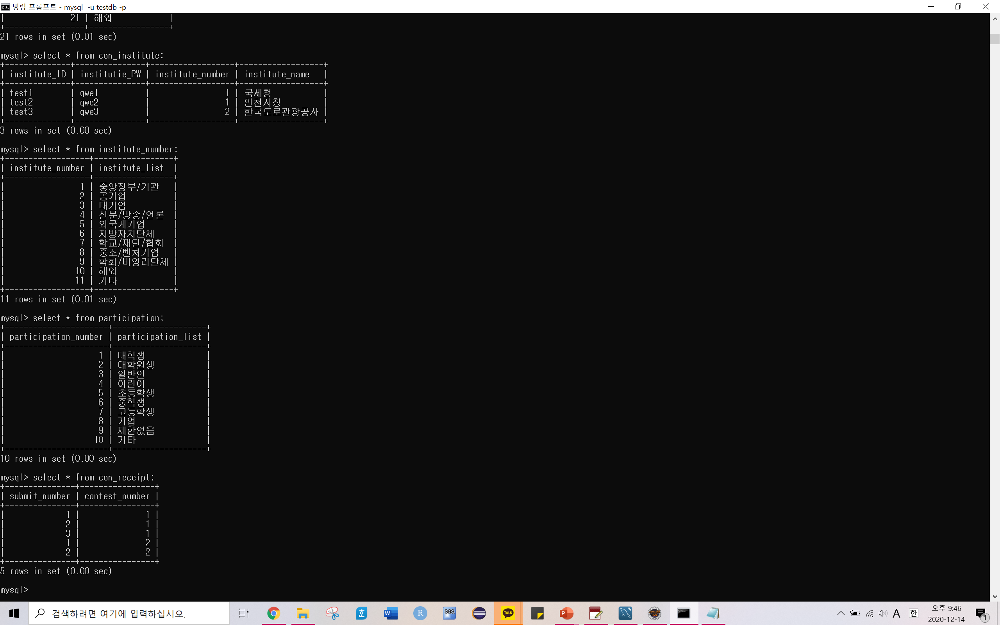 명령 프롬프트 - mysql  -u testdb -p
|               21 | 해외            |
+------------------+-----------------+
21 rows in set (0.01 sec)
mysql> select * from con_institute;
+--------------+---------------+------------------+------------------+
| institute_ID | institutie_PW | institute_number | institute_name   |
+--------------+---------------+------------------+------------------+
| test1        | qwe1          |                1 | 국세청           |
| test2        | qwe2          |                1 | 인천시청         |
| test3        | qwe3          |                2 | 한국도로관광공사 |
+--------------+---------------+------------------+------------------+
3 rows in set (0.00 sec)
mysql> select * from institute_number;
+------------------+-----------------+
| institute_number | institute_list  |
+------------------+-----------------+
|                1 | 중앙정부/기관   |
|                2 | 공기업          |
|                3 | 대기업          |
|                4 | 신문/방송/언론  |
|                5 | 외국계기업      |
|                6 | 지방자치단체    |
|                7 | 학교/재단/협회  |
|                8 | 중소/벤처기업   |
|                9 | 학회/비영리단체 |
|               10 | 해외            |
|               11 | 기타            |
+------------------+-----------------+
11 rows in set (0.01 sec)
mysql> select * from participation;
+----------------------+--------------------+
| participation_number | participation_list |
+----------------------+--------------------+
|                    1 | 대학생             |
|                    2 | 대학원생           |
|                    3 | 일반인             |
|                    4 | 어린이             |
|                    5 | 초등학생           |
|                    6 | 중학생             |
|                    7 | 고등학생           |
|                    8 | 기업               |
|                    9 | 제한없음           |
|                   10 | 기타               |
+----------------------+--------------------+
10 rows in set (0.00 sec)
mysql> select * from con_receipt;
+---------------+----------------+
| submit_number | contest_number |
+---------------+----------------+
|             1 |              1 |
|             2 |              1 |
|             3 |              1 |
|             1 |              2 |
|             2 |              2 |
+---------------+----------------+
5 rows in set (0.00 sec)
mysql>
검색하려면 여기에 입력하십시오.
W R sas TALK P A 한 1
오후 9:46
2020-12-14